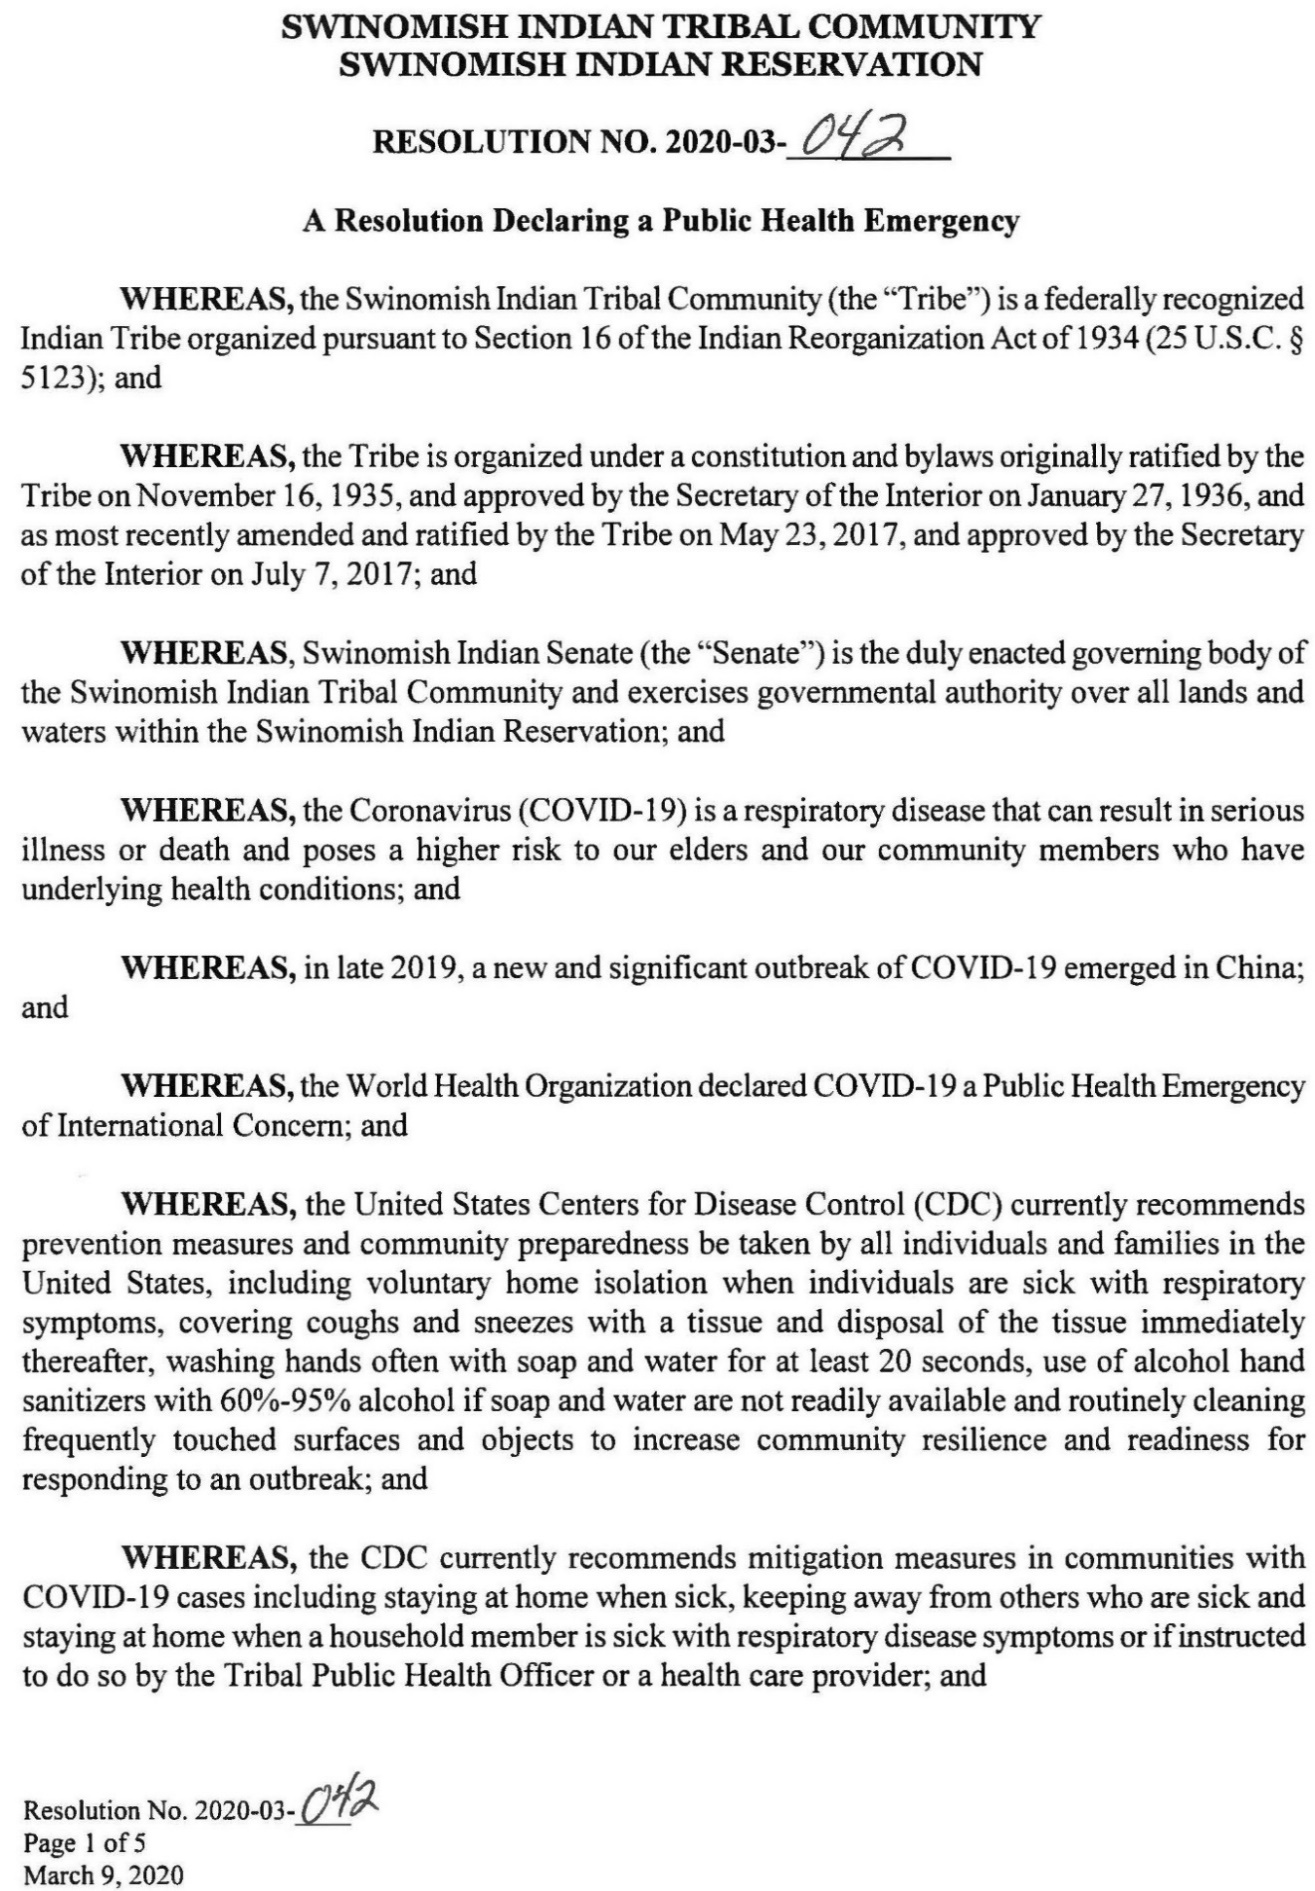 SWINOMISH INDIAN TRIBAL COMMUNITY
SWINOMISH INDIAN RESERVATION
RESOLUTION NO. 2020-03-042
A Resolution Declaring a Public Health Emergency
WHEREAS, the Swinomish Indian Tribal Community (the “Tribe”) is a federally recognized
Indian Tribe organized pursuant to Section 16 of the Indian Reorganization Act of 1934 (25 U.S.C. §
5123); and
WHEREAS, the Tribe is organized under a constitution and bylaws originally ratified by the
Tribe on November 16, 1935, and approved by the Secretary of the Interior on January 27, 1936, and
as most recently amended and ratified by the Tribe on May 23, 2017, and approved by the Secretary
of the Interior on July 7, 2017; and
WHEREAS, Swinomish Indian Senate (the “Senate”) is the duly enacted governing body of
the Swinomish Indian Tribal Community and exercises governmental authority over all lands and
waters within the Swinomish Indian Reservation; and
WHEREAS, the Coronavirus (COVID-19) is a respiratory disease that can result in serious
illness or death and poses a higher risk to our elders and our community members who have
underlying health conditions; and
WHEREAS, in late 2019, a new and significant outbreak of COVID-19 emerged in China;
and
WHEREAS, the World Health Organization declared COVID-19 a Public Health Emergency
of International Concern; and
WHEREAS, the United States Centers for Disease Control (CDC) currently recommends
prevention measures and community preparedness be taken by all individuals and families in the
United States, including voluntary home isolation when individuals are sick with respiratory
symptoms, covering coughs and sneezes with a tissue and disposal of the tissue immediately
thereafter, washing hands often with soap and water for at least 20 seconds, use of alcohol hand
sanitizers with 60%-95% alcohol if soap and water are not readily available and routinely cleaning
frequently touched surfaces and objects to increase community resilience and readiness for
responding to an outbreak; and
WHEREAS, the CDC currently recommends mitigation measures in communities with
COVID-19 cases including staying at home when sick, keeping away from others who are sick and
staying at home when a household member is sick with respiratory disease symptoms or if instructed
to do so by the Tribal Public Health Officer or a health care provider; and
Resolution No. 2020-03-042
Page 1 of 5
March 9, 2020